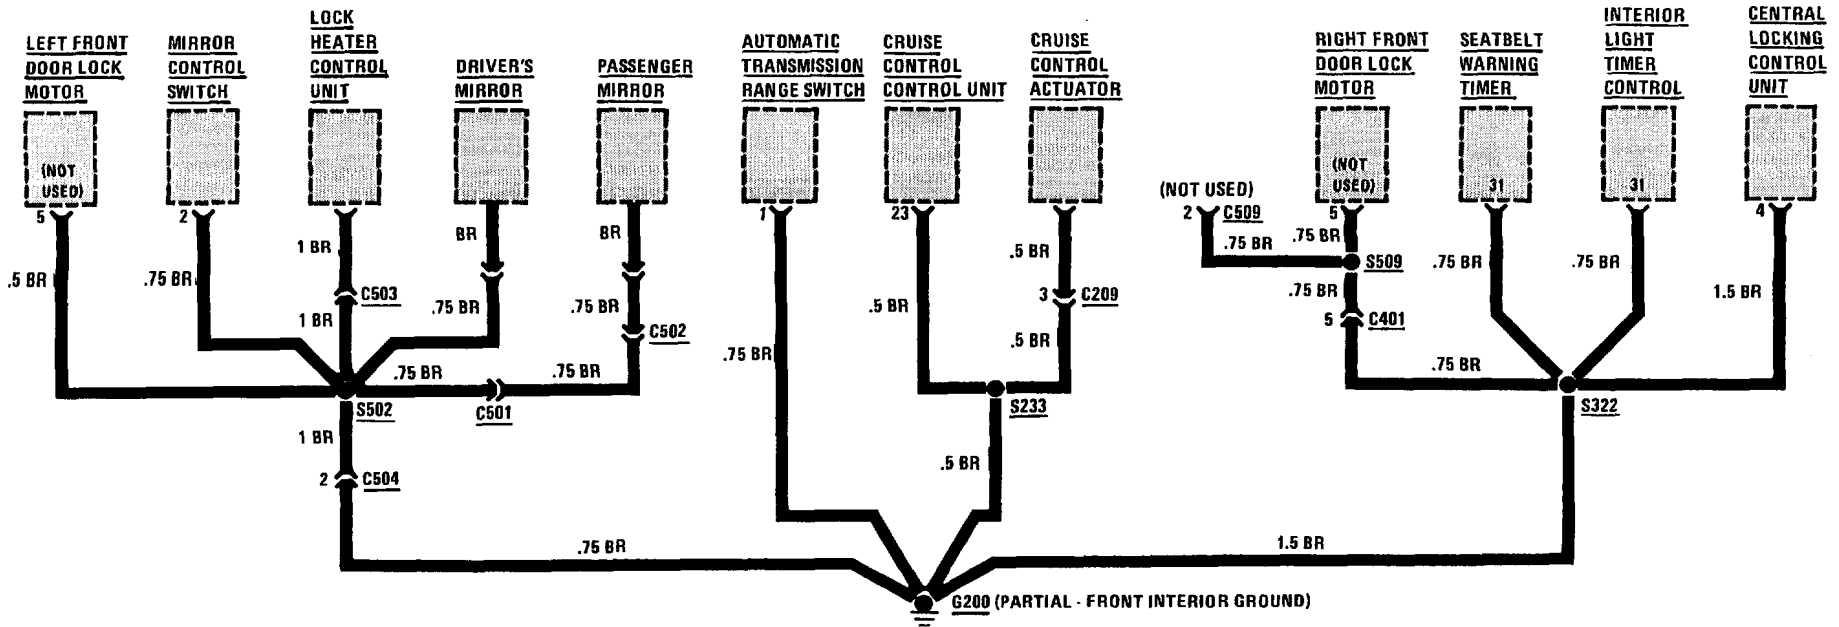 LEFT FRONT
DOOR LOCK
MOTOR
MIRROR
CONTROL
SWITCH
LOCK
HEATER
CONTROL
UNIT
DRIVER'S
MIRROR
PASSENGER
MIRROR
AUTOMATIC
TRANSMISSION
RANGE SWITCH
CRUISE
CONTROL
CONTROL UNIT
CRUISE
CONTROL
ACTUATOR
RIGHT FRONT
DOOR LOCK
MOTOR
SEATBELT
WARNING
TIMER
INTERIOR
LIGHT
TIMER
CONTROL
CENTRAL
LOCKING
CONTROL
UNIT
(NOT
USED)
(NOT
USED)
31
31
(NOT USED)
5
2
1
23
2
C509
5
4
1 BR
BR
BR
.5 BR
.75 BR
.75 BR
S509
.5 BR
.75 BR
.75 BR
.75 BR
C503
3
C209
.75 BR
1.5 BR
1 BR
.75 BR
.75 BR
.5 BR
5
C401
C502
.5 BR
.75 BR
.75 BR
.75 BR
.75 BR
S502
C501
S233
S322
1 BR
.5 BR
2
C504
.75 BR
1.5 BR
G200 (PARTIAL - FRONT INTERIOR GROUND)